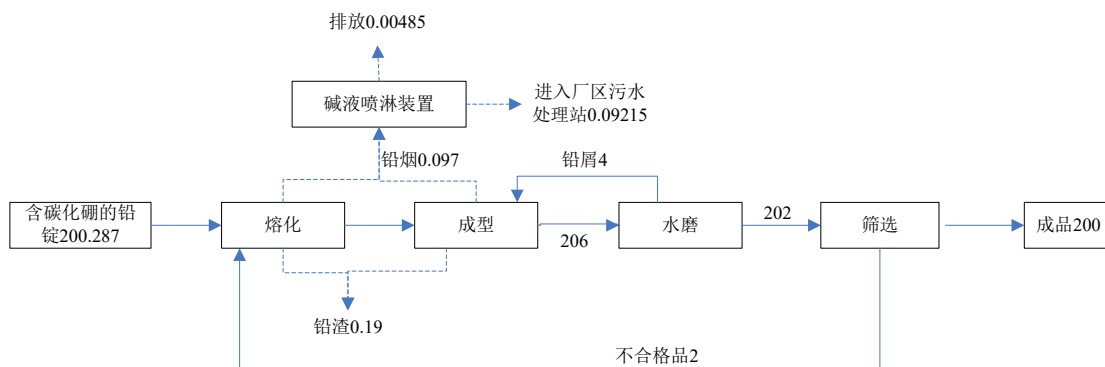 排放0.00485
碱液喷淋装置
进入厂区污水
处理站0.09215
铅烟0.097
铅屑4
含碳化硼的铅
锭200.287
熔化
成型
206
水磨
202
筛选
成品200
铅渣0.19
不合格品2